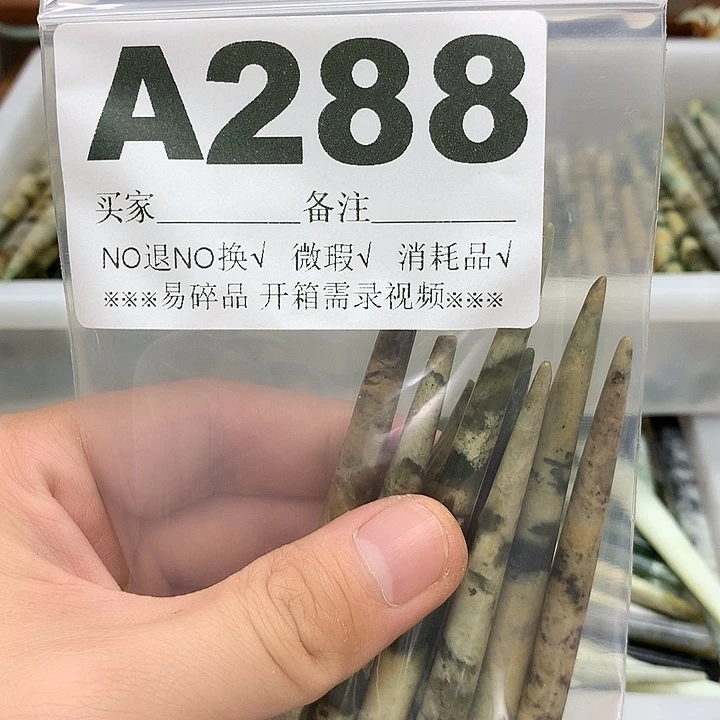 A288
买家__________备注__________
NO退NO换√ 微瑕√ 消耗品√
※※※易碎品 开箱需录视频※※※